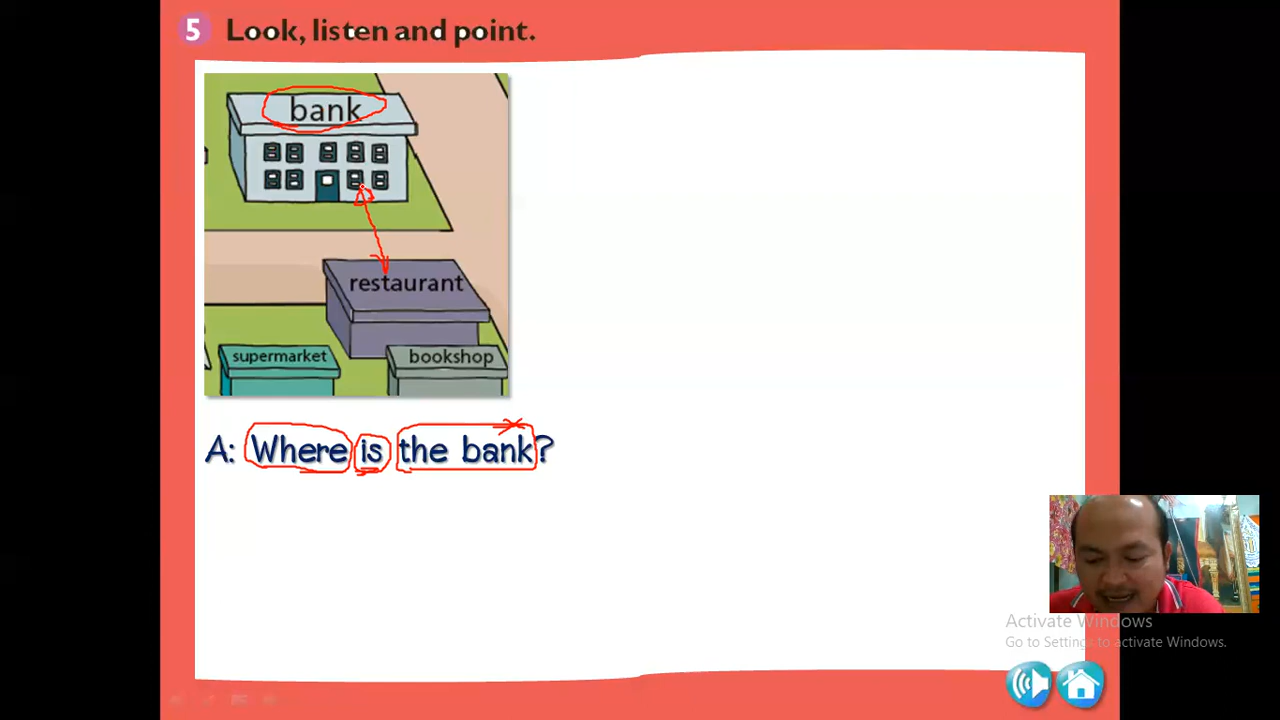 5 Look, listen and point.
bank
restaurant
supermarket bookshop
A: Where is the bank?
Activate Windows
Go to Settings to activate Windows.